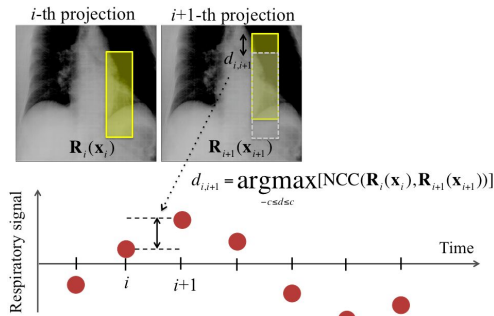 i-th projection i+1-th projection
d_{i,i+1}
R_i(x_i) R_{i+1}(x_{i+1})
d_{i,i+1} = argmax[NCC(R_i(x_i),R_{i+1}(x_{i+1}))]
-c≤d≤c
Respiratory signal
Time
i i+1